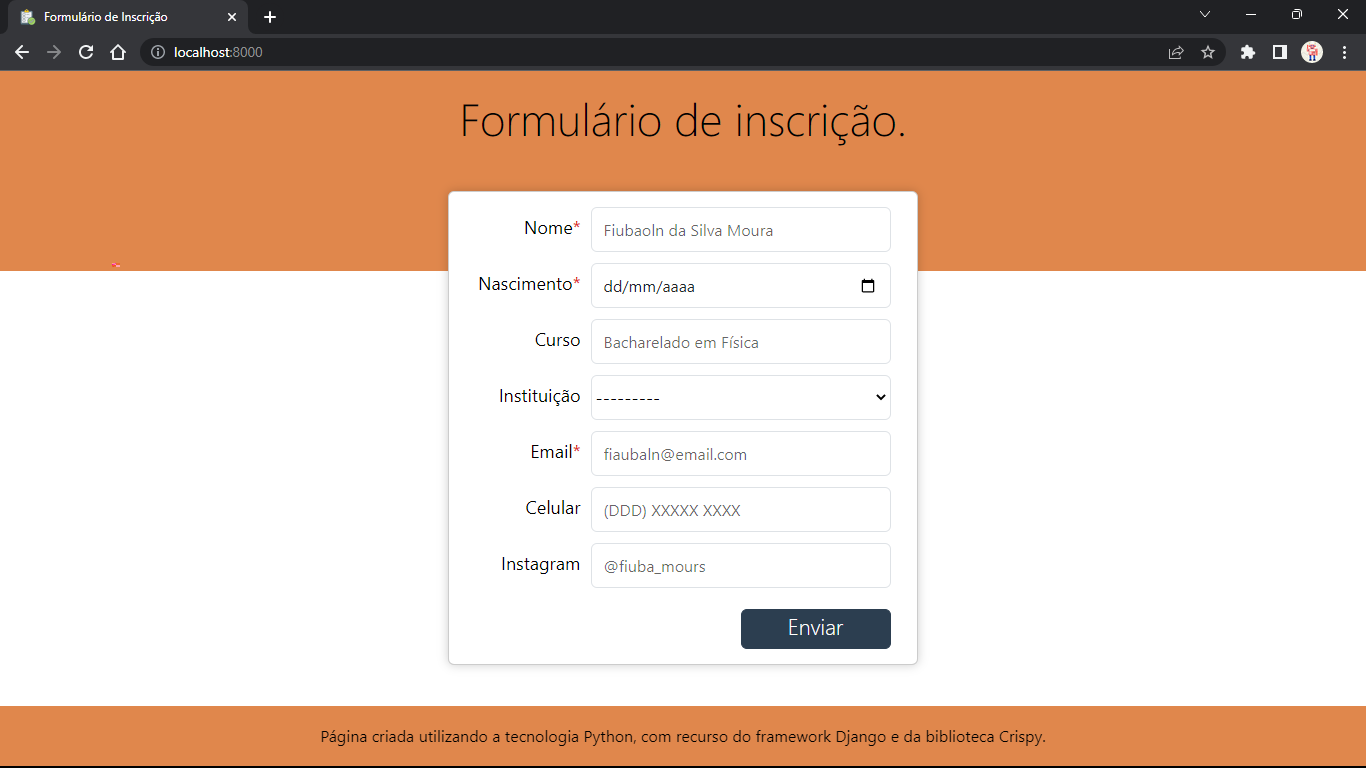 Formulário de Inscrição
localhost:8000
Formulário de inscrição.
Nome* Fiubaoln da Silva Moura
Nascimento* dd/mm/aaaa
Curso Bacharelado em Física
Instituição ---------
Email* fiaubaln@email.com
Celular (DDD) XXXXX XXXX
Instagram @fiuba_mours
Enviar
Página criada utilizando a tecnologia Python, com recurso do framework Django e da biblioteca Crispy.